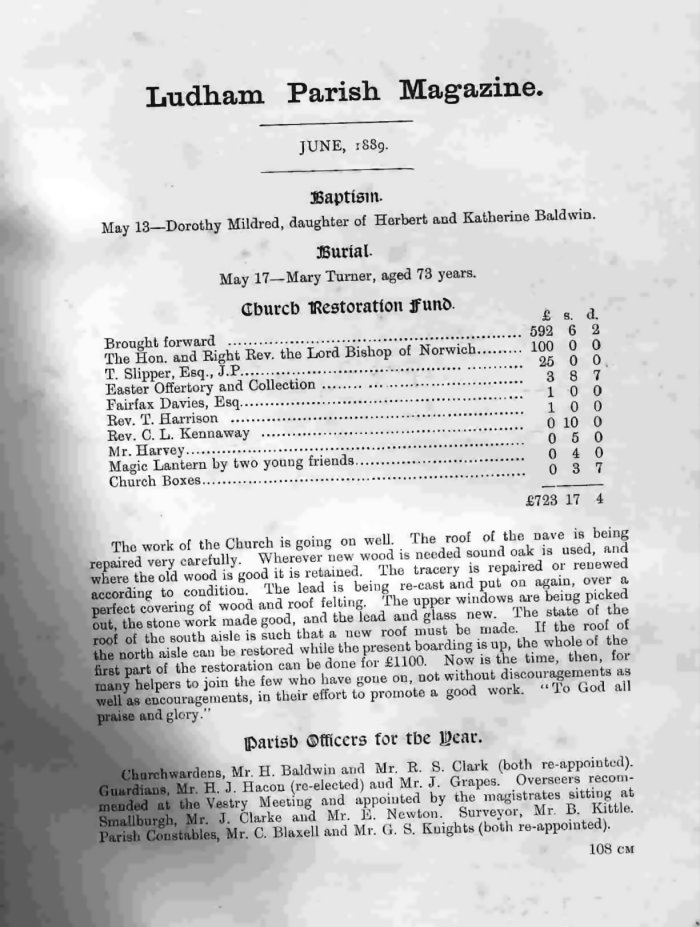 Ludham Parish Magazine.
JUNE, 1889.
Baptism.
May 13—Dorothy Mildred, daughter of Herbert and Katherine Baldwin.
Burial.
May 17—Mary Turner, aged 73 years.
Church Restoration Fund.
£ s. d.
Brought forward ........ 592 6 2
The Hon. and Right Rev. the Lord Bishop of Norwich......... 100 0 0
T. Slipper, Esq., J.P......... 25 0 0
Easter Offertory and Collection ........ 3 8 7
Fairfax Davies, Esq......... 1 0 0
Rev. T. Harrison ........ 1 0 0
Rev. C. L. Kennaway ........ 0 10 0
Mr. Harvey........ 0 5 0
Magic Lantern by two young friends........ 0 4 0
Church Boxes........ 0 3 7
£723 17 4
The work of the Church is going on well. The roof of the nave is being
repaired very carefully. Wherever new wood is needed sound oak is used, and
where the old wood is good it is retained. The tracery is repaired or renewed
according to condition. The lead is being re-cast and put on again, over a
perfect covering of wood and roof felting. The upper windows are being picked
out, the stone work made good, and the lead and glass new. The state of the
roof of the south aisle is such that a new roof must be made. If the roof of
the north aisle can be restored while the present boarding is up, the whole of the
first part of the restoration can be done for £1100. Now is the time, then, for
many helpers to join the few who have gone on, not without discouragements as
well as encouragements, in their effort to promote a good work. "To God all
praise and glory."
Parish Officers for the Year.
Churchwardens, Mr. H. Baldwin and Mr. R. S. Clark (both re-appointed).
Guardians, Mr. H. J. Hacon (re-elected) and Mr. J. Grapes. Overseers recom-
mended at the Vestry Meeting and appointed by the magistrates sitting at
Smallburgh, Mr. J. Clarke and Mr. E. Newton. Surveyor, Mr. B. Kittle.
Parish Constables, Mr. C. Blaxell and Mr. G. S. Knights (both re-appointed).
108 CM